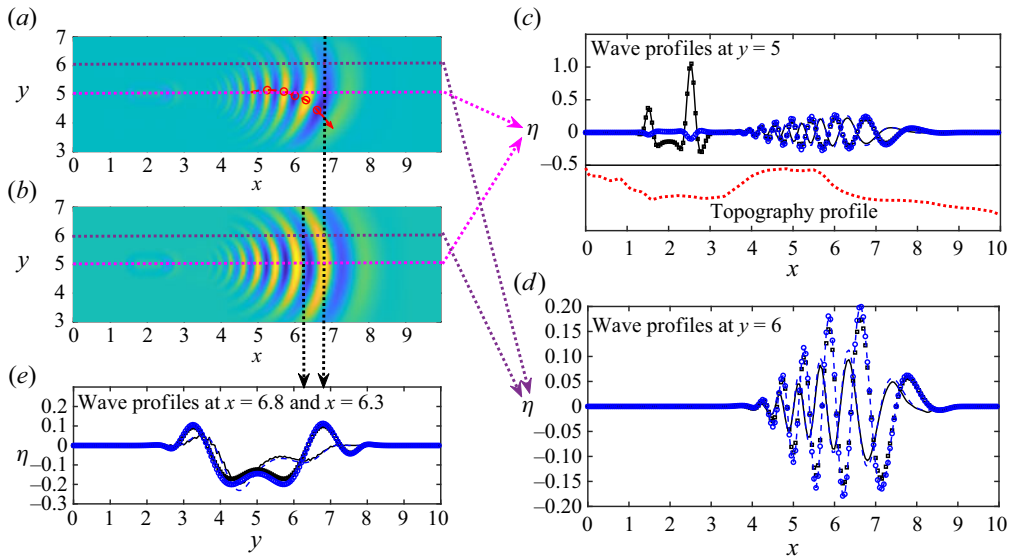 (a)
7
6
y 5
4
3
0 1 2 3 4 5 6 7 8 9
x
(b)
7
6
y 5
4
3
0 1 2 3 4 5 6 7 8 9
x
(c)
Wave profiles at y = 5
1.0
0.5
η 0
−0.5
Topography profile
0 1 2 3 4 5 6 7 8 9 10
x
(d)
0.20
Wave profiles at y = 6
0.15
0.10
0.05
η 0
−0.05
−0.10
−0.15
−0.20
0 1 2 3 4 5 6 7 8 9 10
x
(e)
0.3
Wave profiles at x = 6.8 and x = 6.3
0.2
0.1
0
η −0.1
−0.2
−0.3
0 1 2 3 4 5 6 7 8 9 10
y